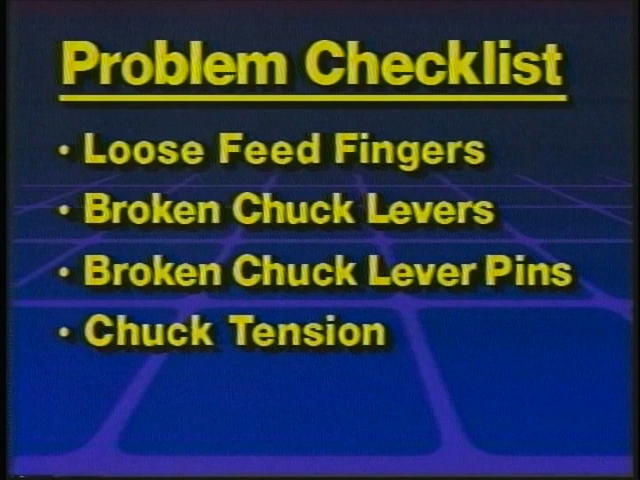 Problem Checklist
• Loose Feed Fingers
• Broken Chuck Levers
• Broken Chuck Lever Pins
• Chuck Tension